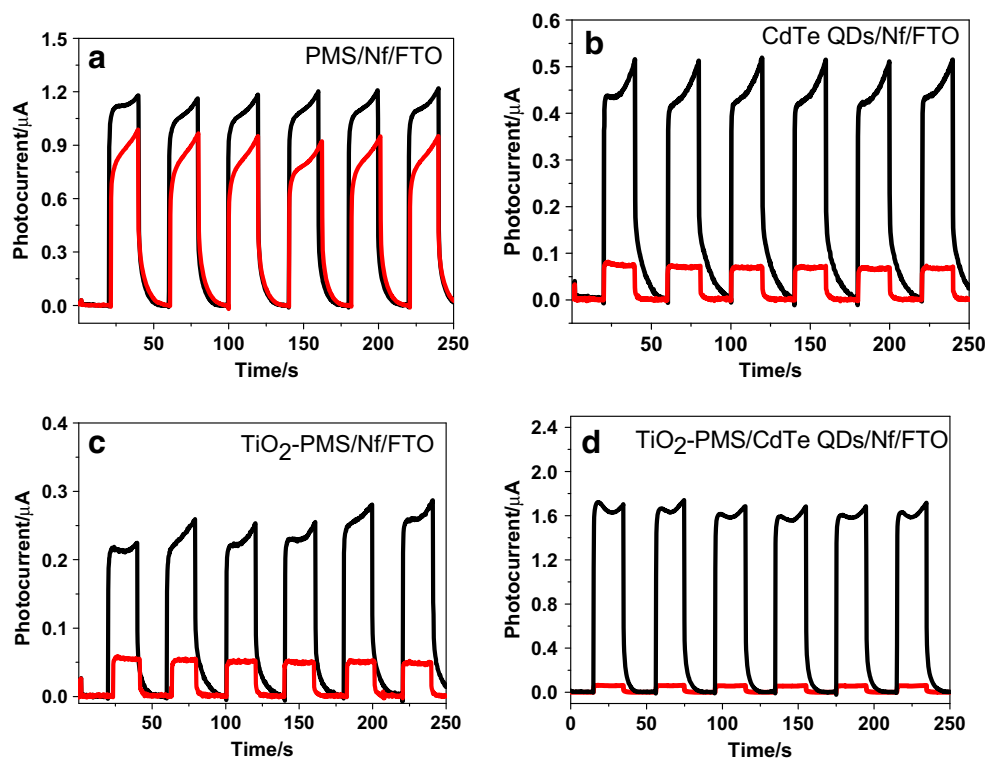 a
PMS/Nf/FTO
1.5
1.2
0.9
0.6
0.3
0.0
Photocurrent/μA
50
100
150
200
250
Time/s
b
CdTe QDs/Nf/FTO
0.6
0.5
0.4
0.3
0.2
0.1
0.0
Photocurrent/μA
50
100
150
200
250
Time/s
c
TiO2-PMS/Nf/FTO
0.4
0.3
0.2
0.1
0.0
Photocurrent/μA
50
100
150
200
250
Time/s
d
TiO2-PMS/CdTe QDs/Nf/FTO
2.4
2.0
1.6
1.2
0.8
0.4
0.0
Photocurrent/μA
0
50
100
150
200
250
Time/s